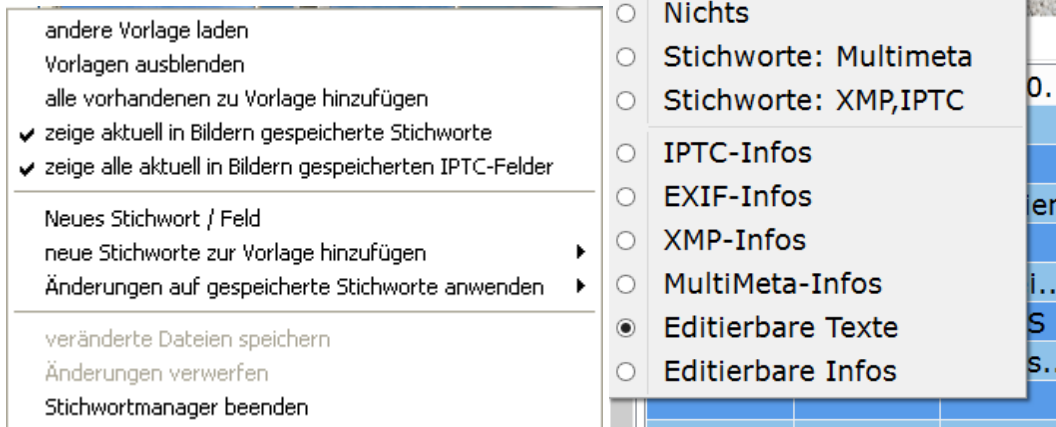 andere Vorlage laden
Vorlagen ausblenden
alle vorhandenen zu Vorlage hinzufügen
zeige aktuell in Bildern gespeicherte Stichworte
zeige alle aktuell in Bildern gespeicherten IPTC-Felder
Neues Stichwort / Feld
neue Stichworte zur Vorlage hinzufügen
Änderungen auf gespeicherte Stichworte anwenden
veränderte Dateien speichern
Änderungen verwerfen
Stichwortmanager beenden
Nichts
Stichworte: Multimeta
Stichworte: XMP,IPTC
IPTC-Infos
EXIF-Infos
XMP-Infos
MultiMeta-Infos
Editierbare Texte
Editierbare Infos